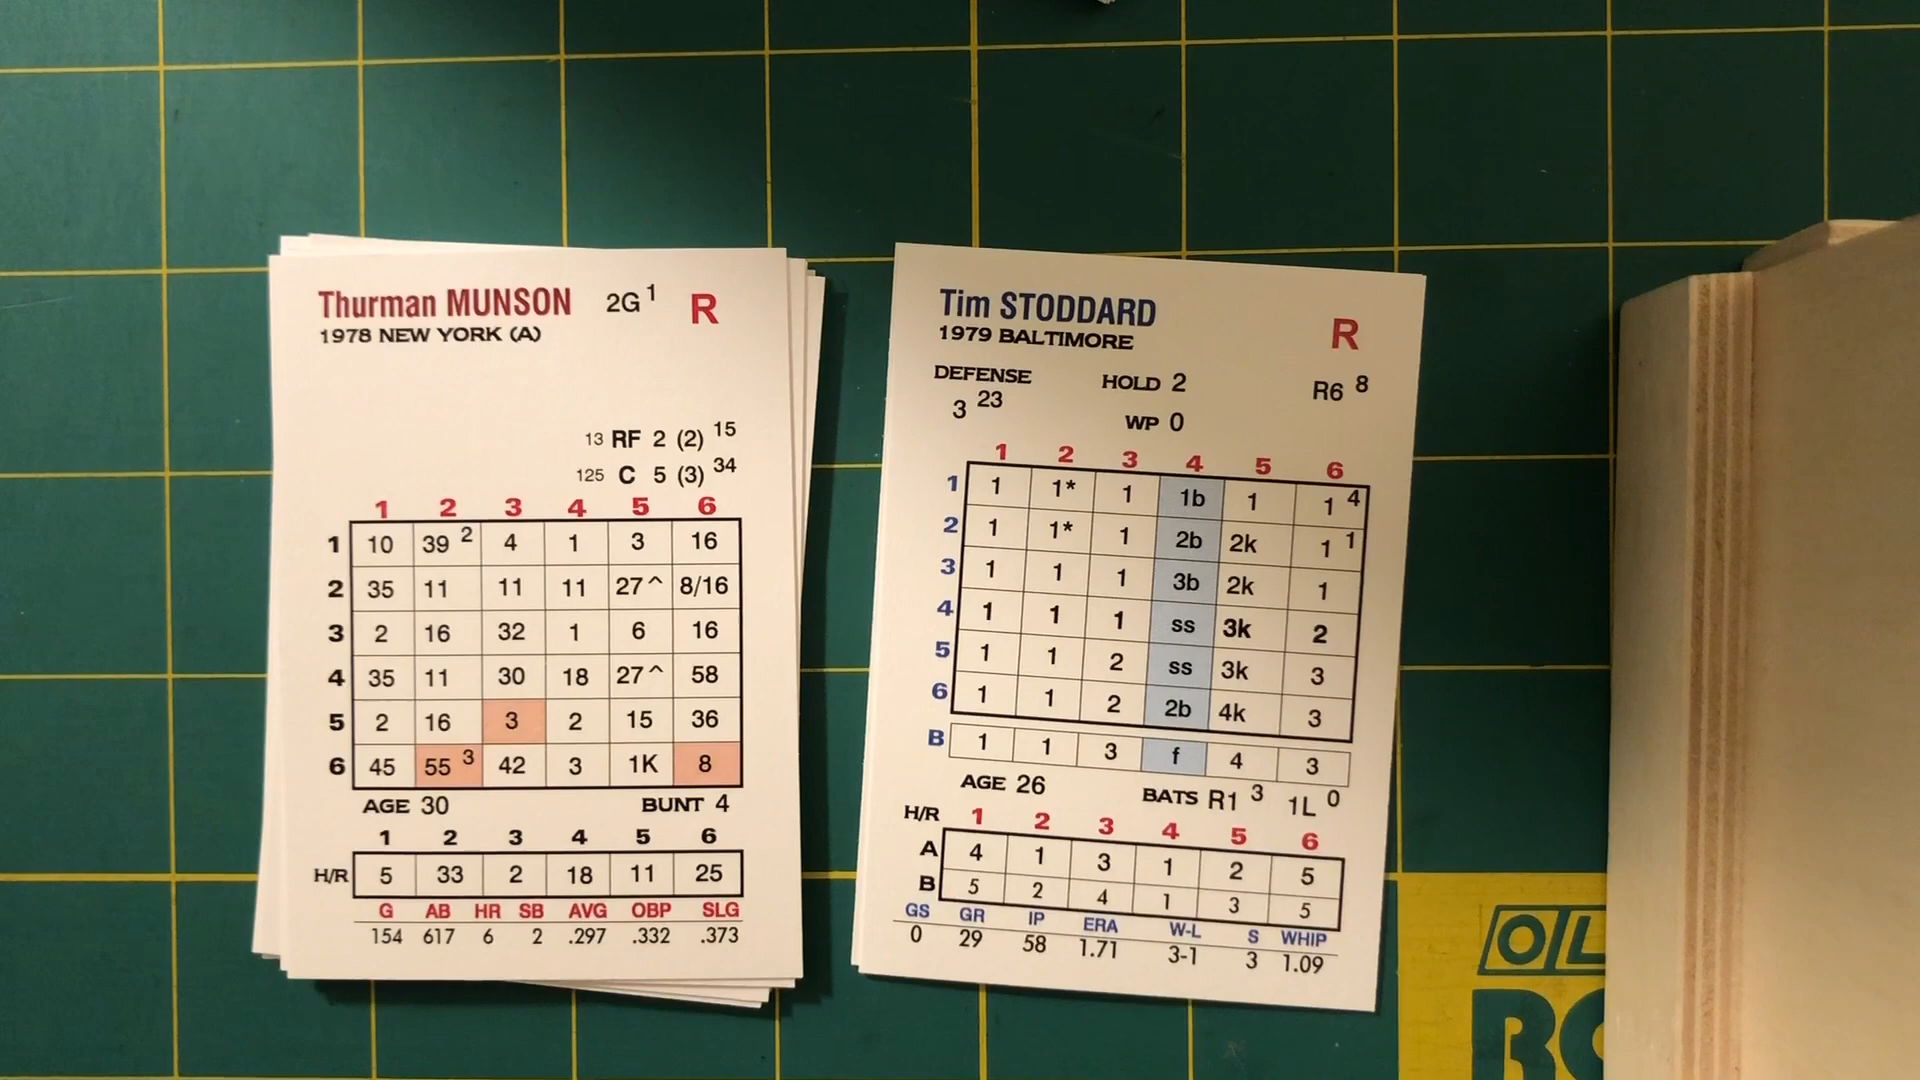 Thurman MUNSON 2G 1 R
1978 NEW YORK (A)
13 RF 2 (2) 15
125 C 5 (3) 34
1 2 3 4 5 6
1 10 39 2 4 1 3 16
2 35 11 11 11 27^ 8/16
3 2 16 32 1 6 16
4 35 11 30 18 27^ 58
5 2 16 3 2 15 36
6 45 55 3 42 3 1K 8
AGE 30 BUNT 4
1 2 3 4 5 6
H/R 5 33 2 18 11 25
G AB HR SB AVG OBP SLG
154 617 6 2 .297 .332 .373
Tim STODDARD R
1979 BALTIMORE
DEFENSE HOLD 2 R6 8
3 23 WP 0
1 2 3 4 5 6
1 1 1* 1 1b 1 1 4
2 1 1* 1 2b 2k 1 1
3 1 1 1 3b 2k 1
4 1 1 1 ss 3k 2
5 1 1 2 ss 3k 3
6 1 1 2 2b 4k 3
B 1 1 3 f 4 3
AGE 26 BATS R1 3 1L 0
H/R 1 2 3 4 5 6
A 4 1 3 1 2 5
B 5 2 4 1 3 5
GS GR IP ERA W-L S WHIP
0 29 58 1.71 3-1 3 1.09